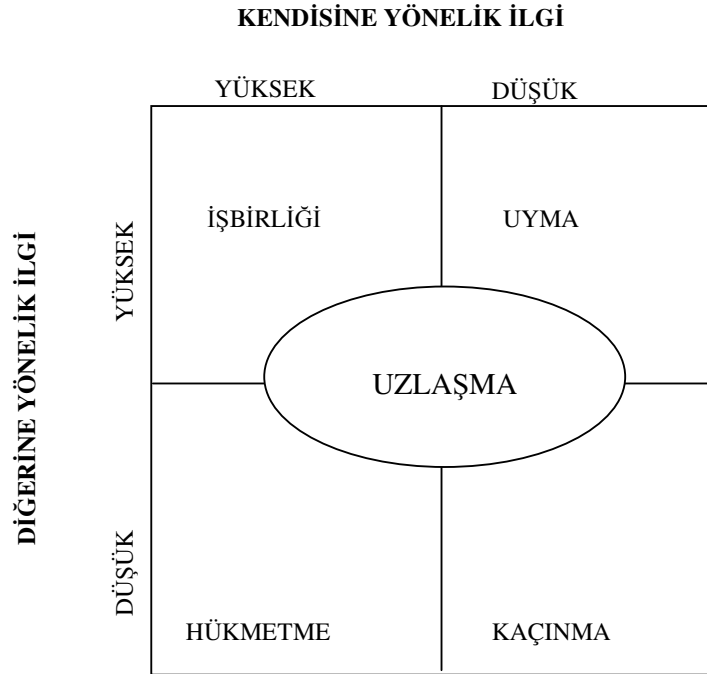 KENDİSİNE YÖNELİK İLGİ
YÜKSEK DÜŞÜK
DİĞERİNE YÖNELİK İLGİ
YÜKSEK
İŞBİRLİĞİ UYMA
UZLAŞMA
DÜŞÜK
HÜKMETME KAÇINMA